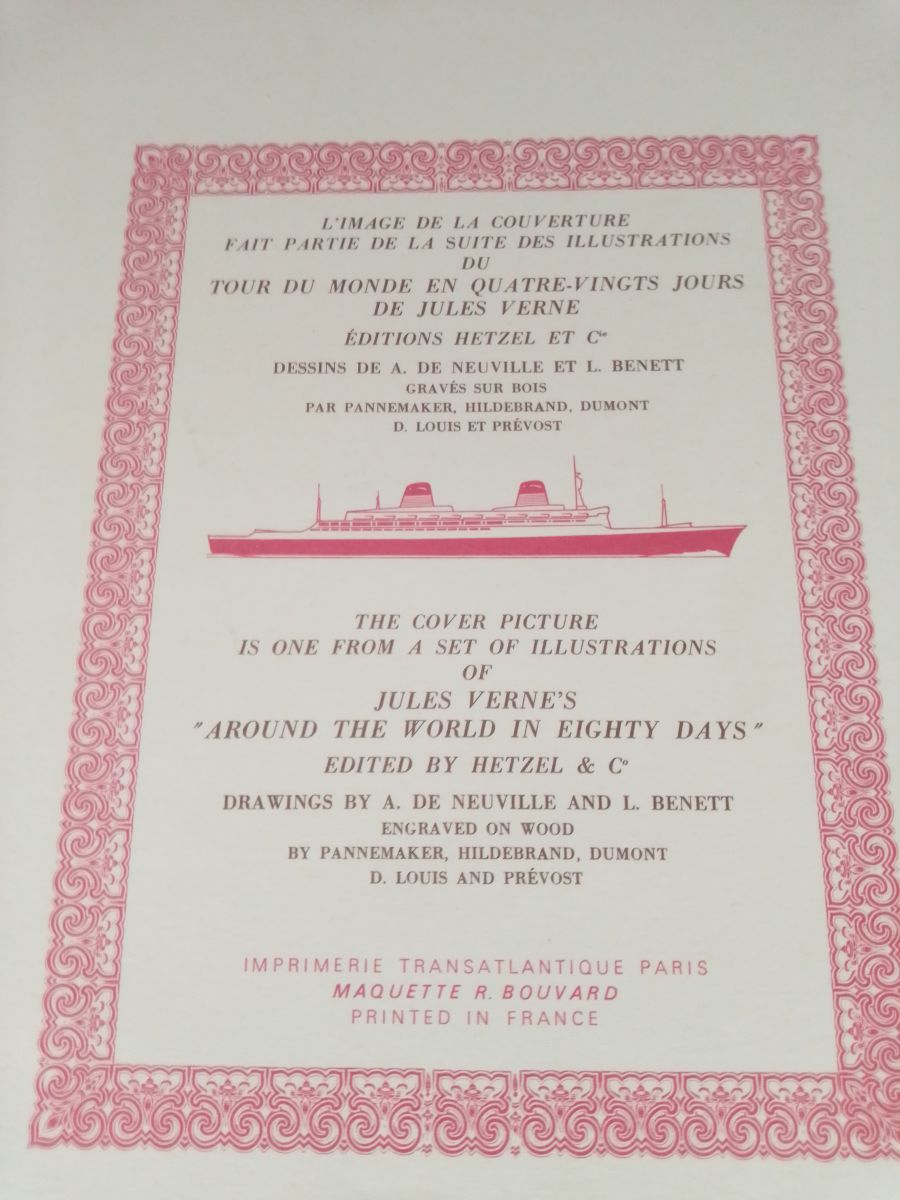 L'IMAGE DE LA COUVERTURE
FAIT PARTIE DE LA SUITE DES ILLUSTRATIONS
DU
TOUR DU MONDE EN QUATRE-VINGTS JOURS
DE JULES VERNE
ÉDITIONS HETZEL ET Cie
DESSINS DE A. DE NEUVILLE ET L. BENETT
GRAVÉS SUR BOIS
PAR PANNEMAKER, HILDEBRAND, DUMONT
D. LOUIS ET PRÉVOST
THE COVER PICTURE
IS ONE FROM A SET OF ILLUSTRATIONS
OF
JULES VERNE'S
"AROUND THE WORLD IN EIGHTY DAYS"
EDITED BY HETZEL & Co
DRAWINGS BY A. DE NEUVILLE AND L. BENETT
ENGRAVED ON WOOD
BY PANNEMAKER, HILDEBRAND, DUMONT
D. LOUIS AND PRÉVOST
IMPRIMERIE TRANSATLANTIQUE PARIS
MAQUETTE R. BOUVARD
PRINTED IN FRANCE